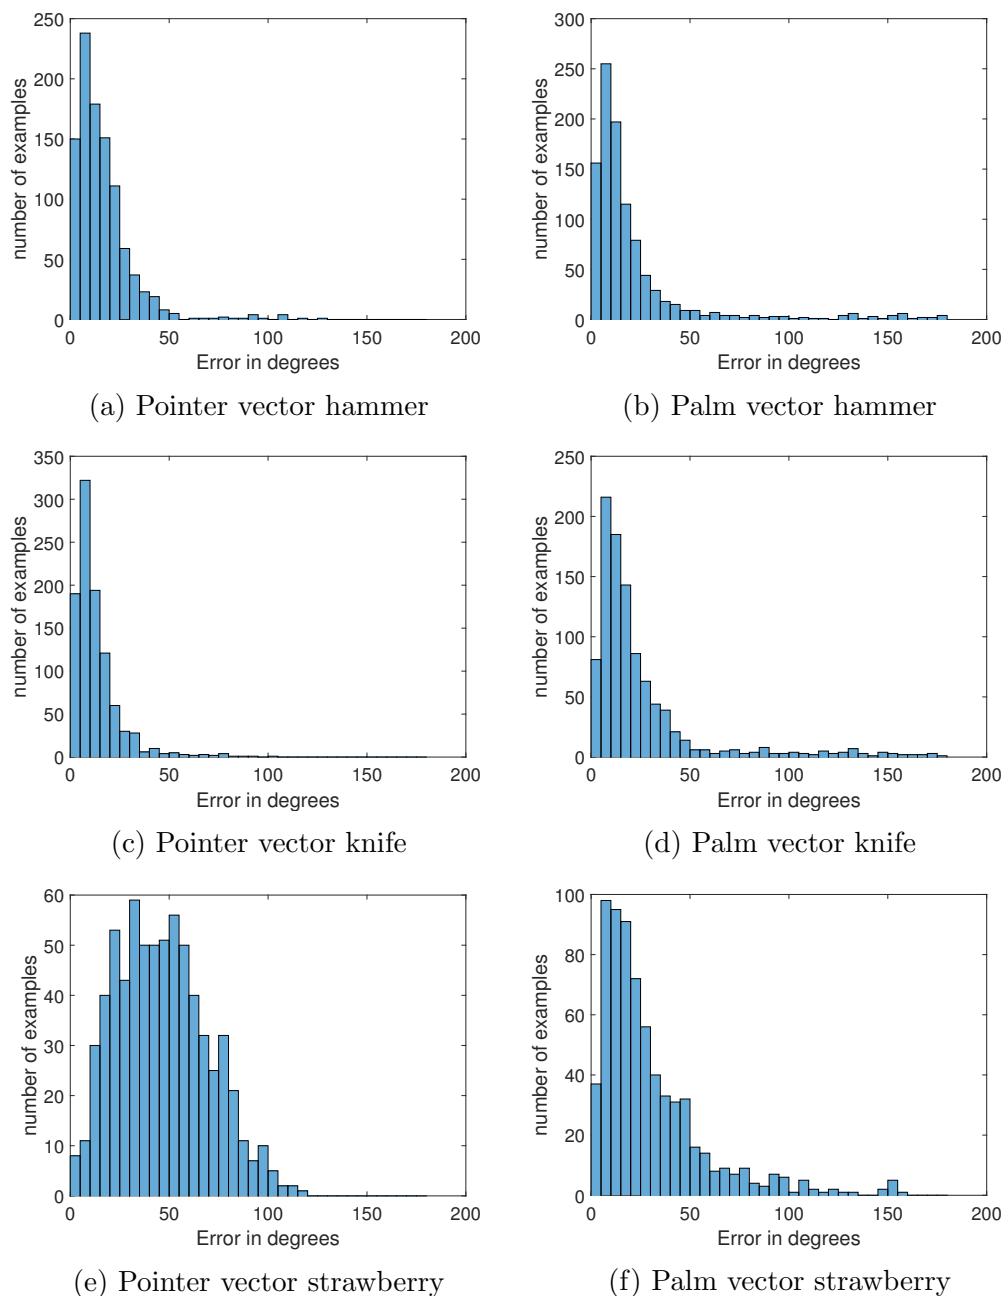 250
200
150
100
50
0
number of examples
0 50 100 150 200
Error in degrees
(a) Pointer vector hammer
300
250
200
150
100
50
0
number of examples
0 50 100 150 200
Error in degrees
(b) Palm vector hammer
350
300
250
200
150
100
50
0
number of examples
0 50 100 150 200
Error in degrees
(c) Pointer vector knife
250
200
150
100
50
0
number of examples
0 50 100 150 200
Error in degrees
(d) Palm vector knife
60
50
40
30
20
10
0
number of examples
0 50 100 150 200
Error in degrees
(e) Pointer vector strawberry
100
80
60
40
20
0
number of examples
0 50 100 150 200
Error in degrees
(f) Palm vector strawberry